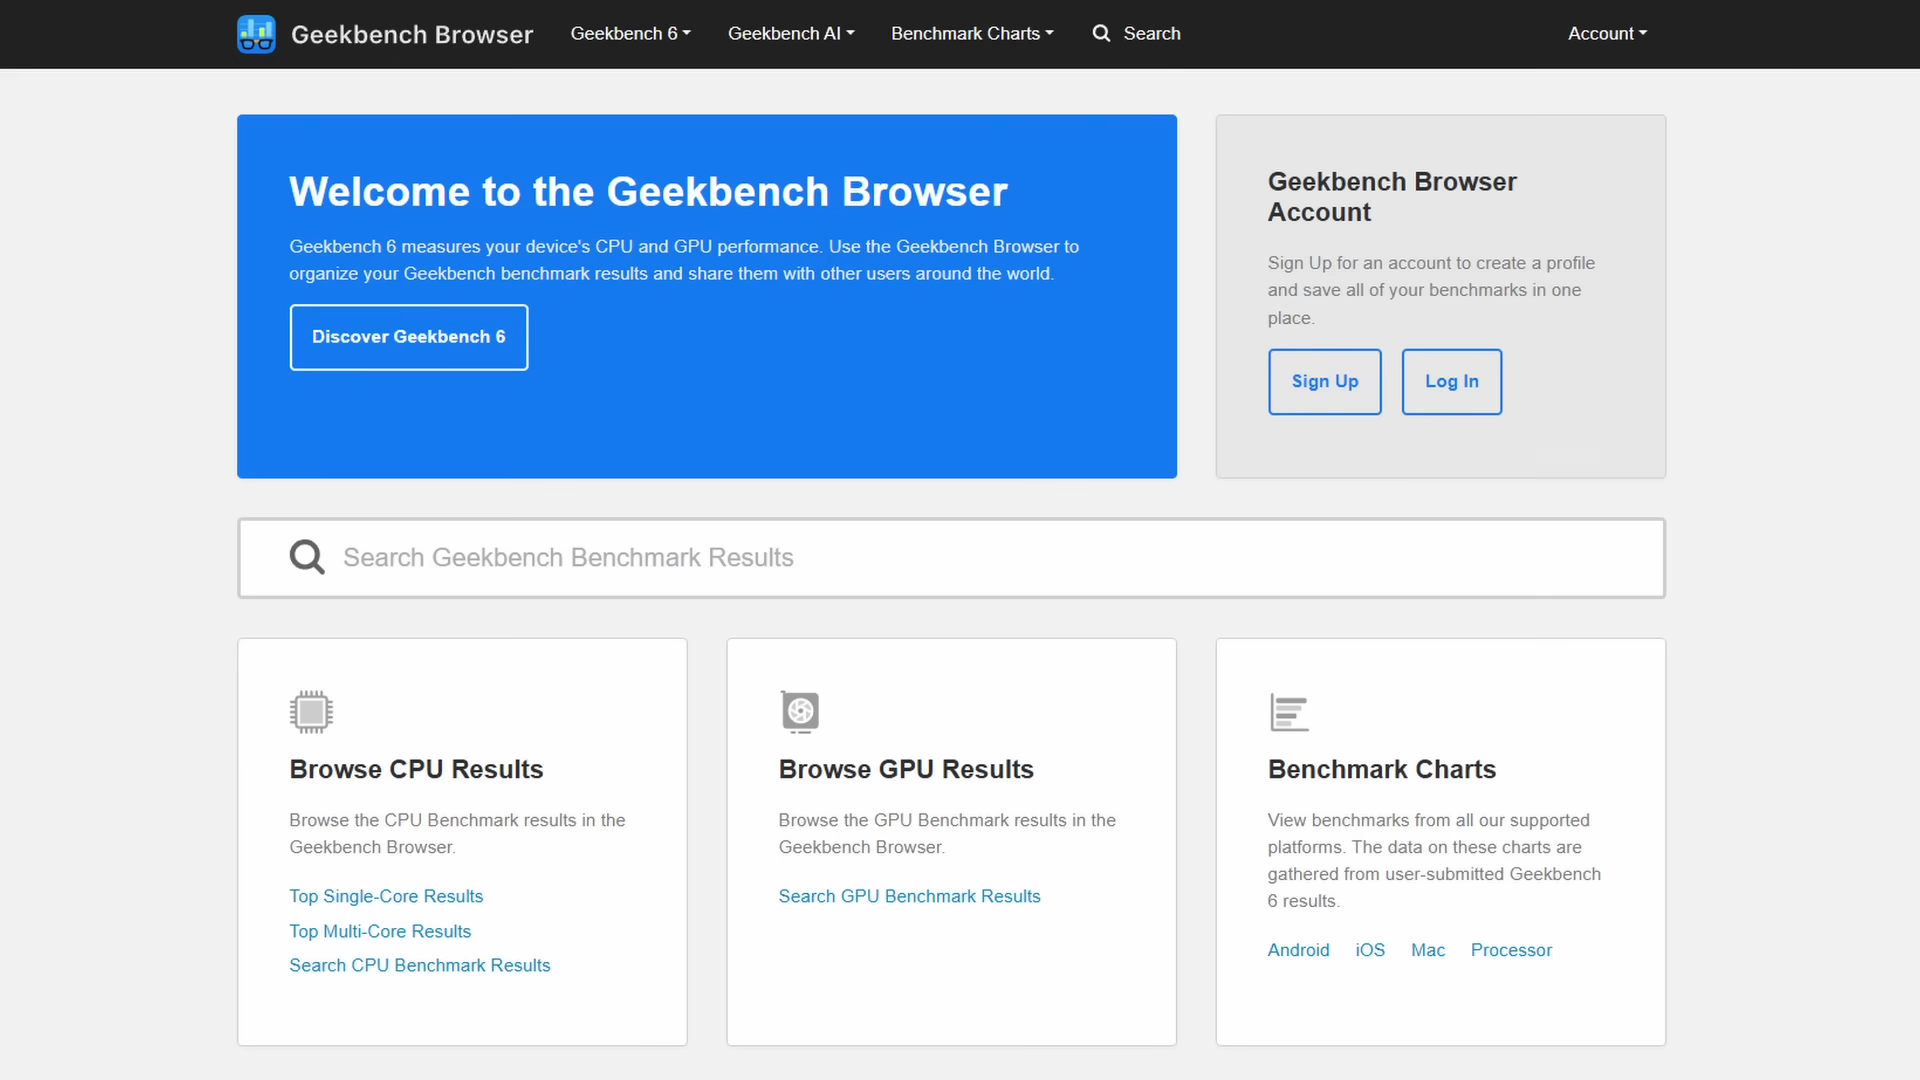 Geekbench Browser
Geekbench 6
Geekbench AI
Benchmark Charts
Search
Account
Welcome to the Geekbench Browser
Geekbench 6 measures your device's CPU and GPU performance. Use the Geekbench Browser to
organize your Geekbench benchmark results and share them with other users around the world.
Discover Geekbench 6
Geekbench Browser
Account
Sign Up for an account to create a profile
and save all of your benchmarks in one
place.
Sign Up
Log In
Search Geekbench Benchmark Results
Browse CPU Results
Browse the CPU Benchmark results in the
Geekbench Browser.
Top Single-Core Results
Top Multi-Core Results
Search CPU Benchmark Results
Browse GPU Results
Browse the GPU Benchmark results in the
Geekbench Browser.
Search GPU Benchmark Results
Benchmark Charts
View benchmarks from all our supported
platforms. The data on these charts are
gathered from user-submitted Geekbench
6 results.
Android iOS Mac Processor